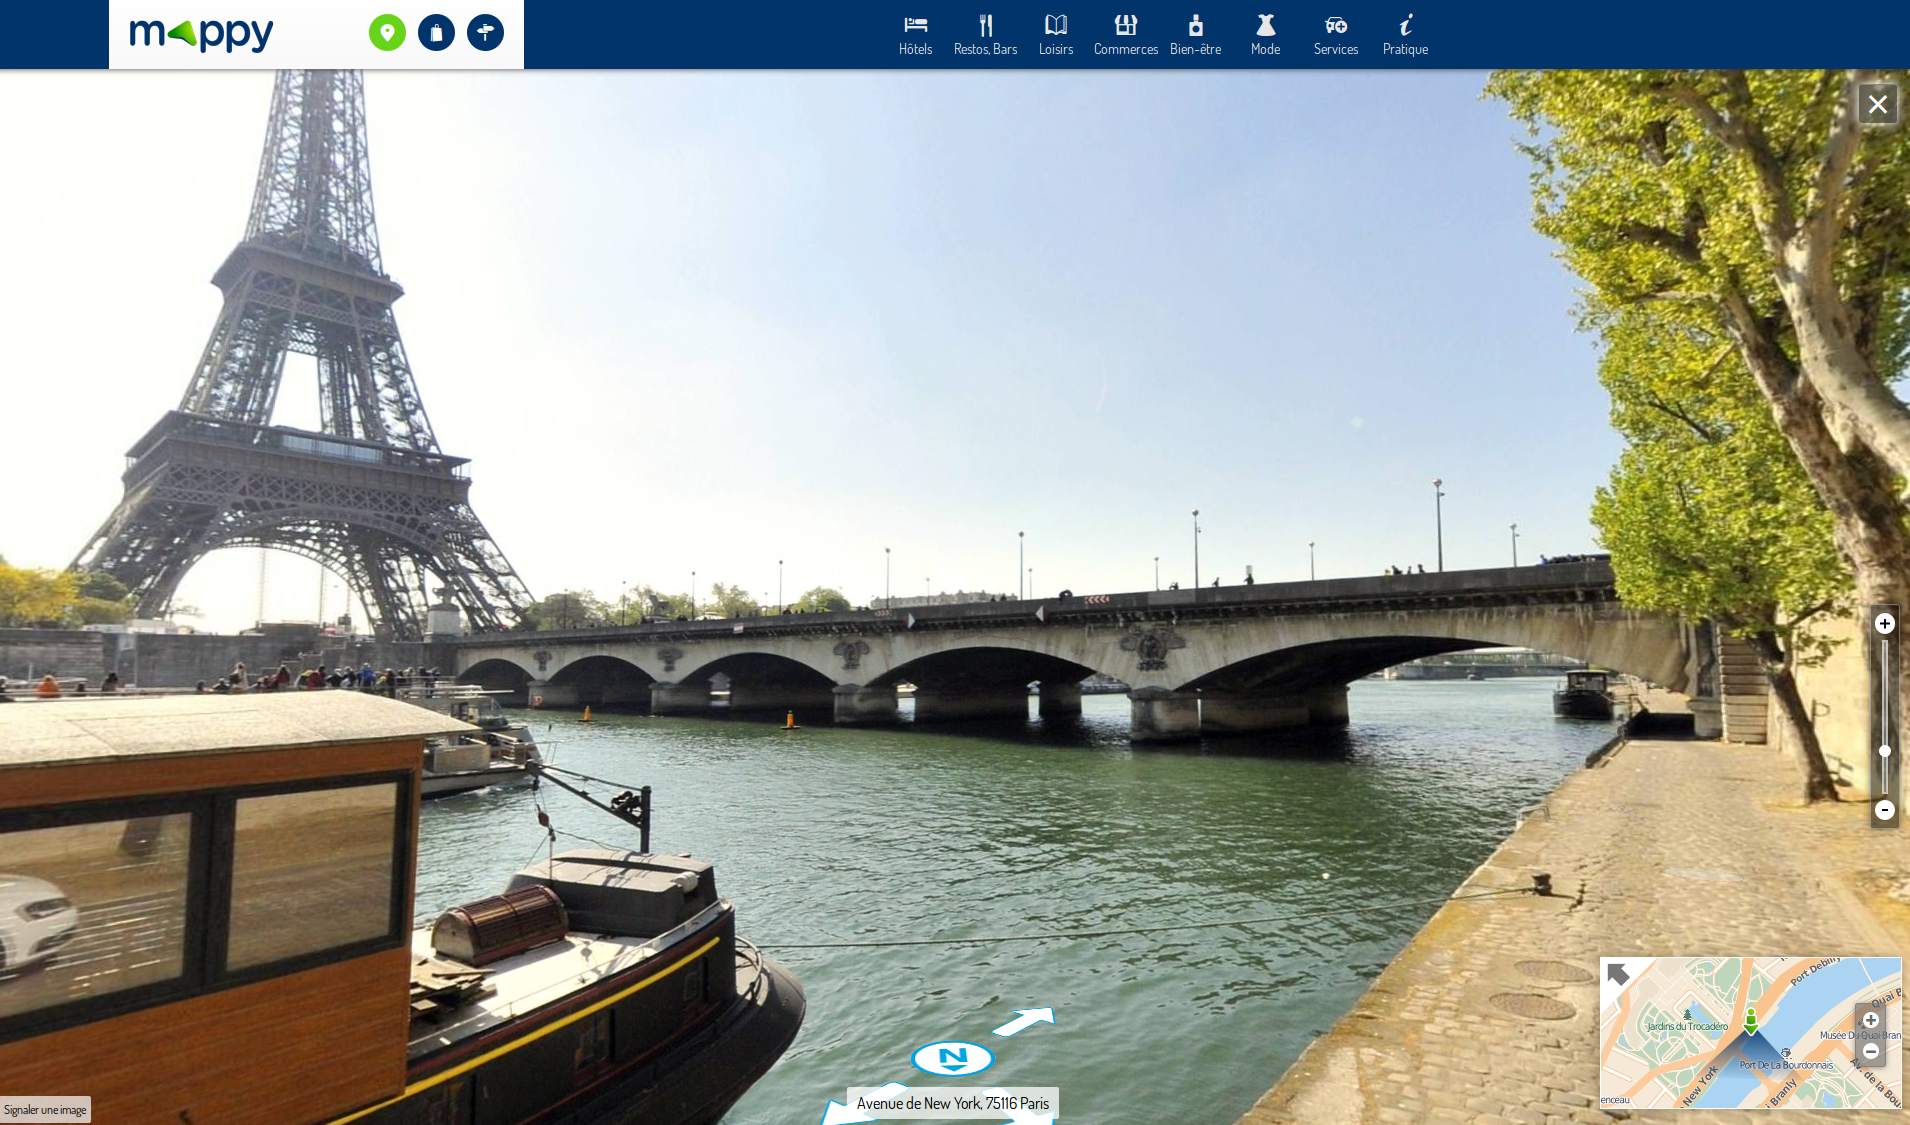 mappy
Hôtels
Restos, Bars
Loisirs
Commerces
Bien-être
Mode
Services
Pratique
Port Debilly
Quai B
Jardins du Trocadéro
Musée Du Quai Bran
Port De La Bourdonnais
New York
Branly
Av. de la Bou
enceau
N
Avenue de New York, 75116 Paris
Signaler une image